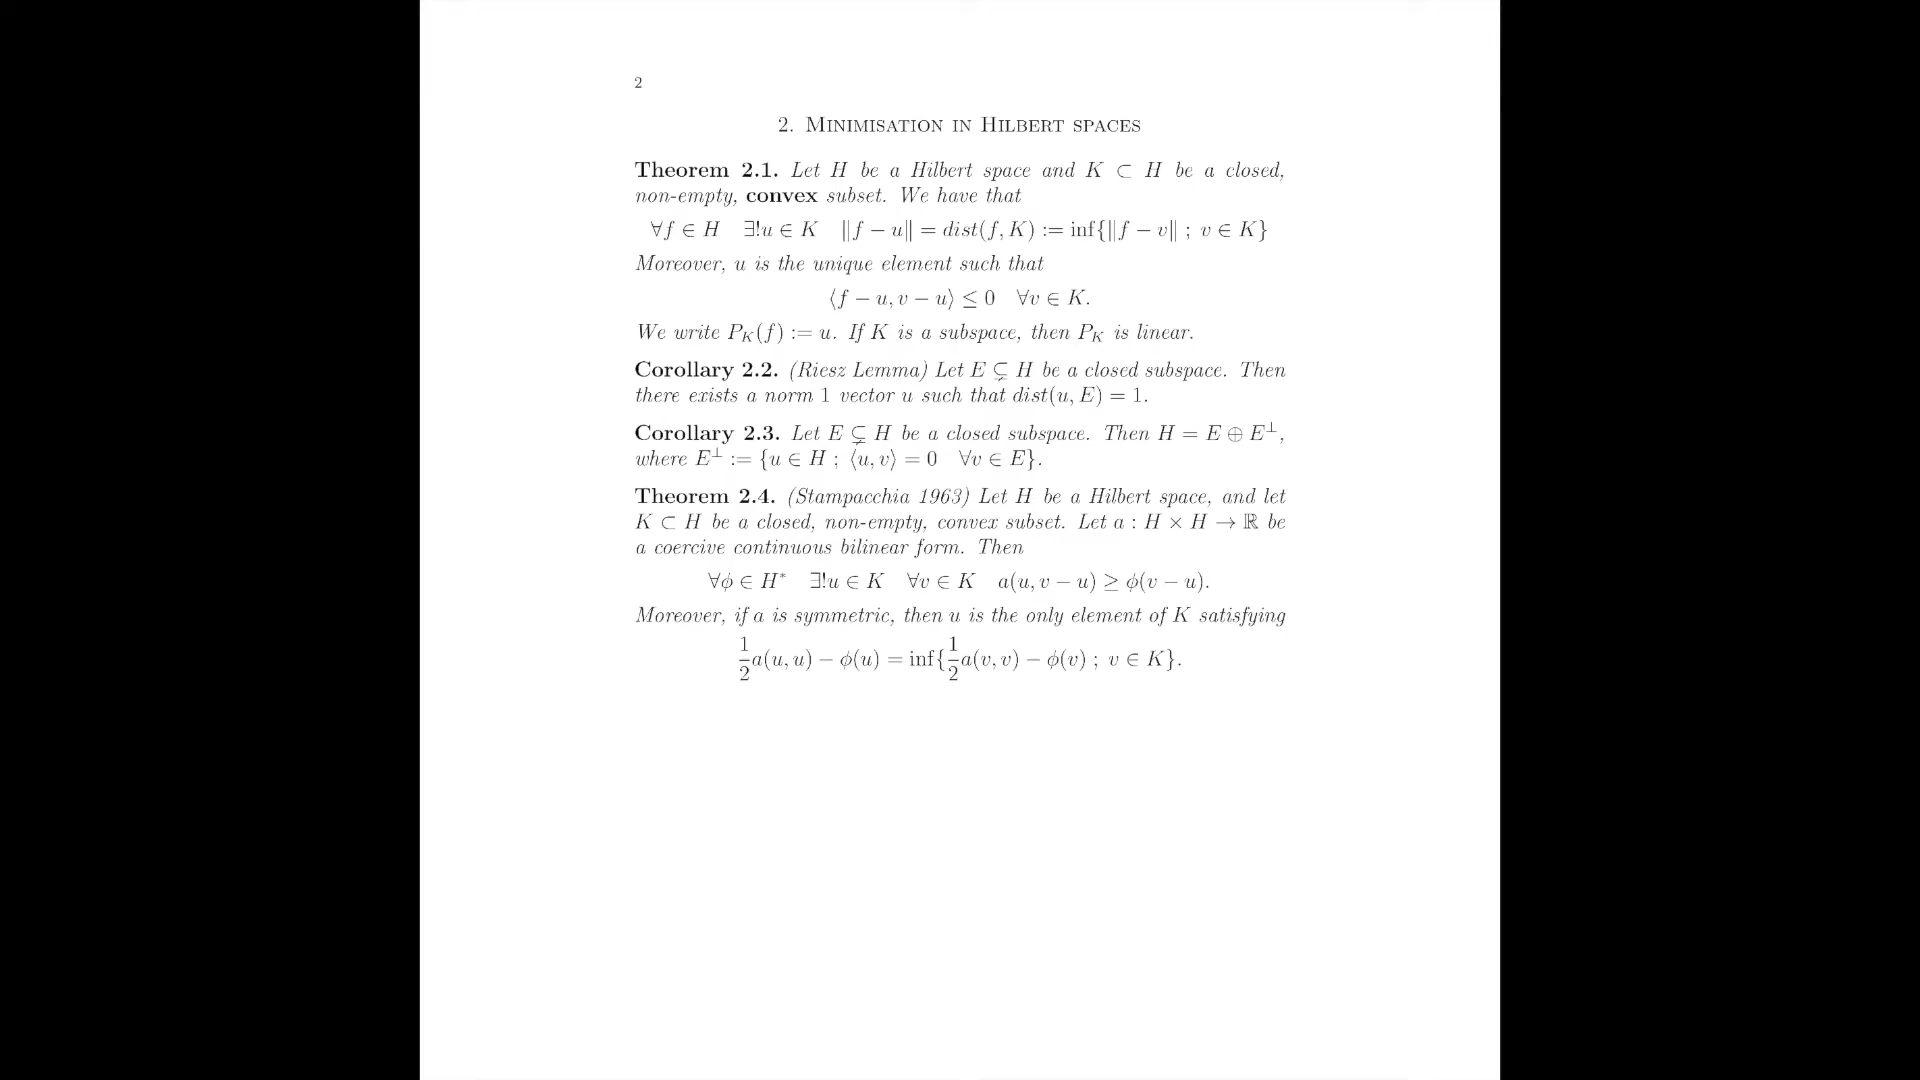 2
2. Minimisation in Hilbert spaces
Theorem 2.1. Let H be a Hilbert space and K ⊂ H be a closed,
non-empty, convex subset. We have that
∀f ∈ H ∃!u ∈ K ‖f − u‖ = dist(f, K) := inf{‖f − v‖ ; v ∈ K}
Moreover, u is the unique element such that
⟨f − u, v − u⟩ ≤ 0 ∀v ∈ K.
We write P_K(f) := u. If K is a subspace, then P_K is linear.
Corollary 2.2. (Riesz Lemma) Let E ⊊ H be a closed subspace. Then
there exists a norm 1 vector u such that dist(u, E) = 1.
Corollary 2.3. Let E ⊊ H be a closed subspace. Then H = E ⊕ E^⊥,
where E^⊥ := {u ∈ H ; ⟨u, v⟩ = 0 ∀v ∈ E}.
Theorem 2.4. (Stampacchia 1963) Let H be a Hilbert space, and let
K ⊂ H be a closed, non-empty, convex subset. Let a : H × H → ℝ be
a coercive continuous bilinear form. Then
∀ϕ ∈ H* ∃!u ∈ K ∀v ∈ K a(u, v − u) ≥ ϕ(v − u).
Moreover, if a is symmetric, then u is the only element of K satisfying
1/2 a(u, u) − ϕ(u) = inf{1/2 a(v, v) − ϕ(v) ; v ∈ K}.